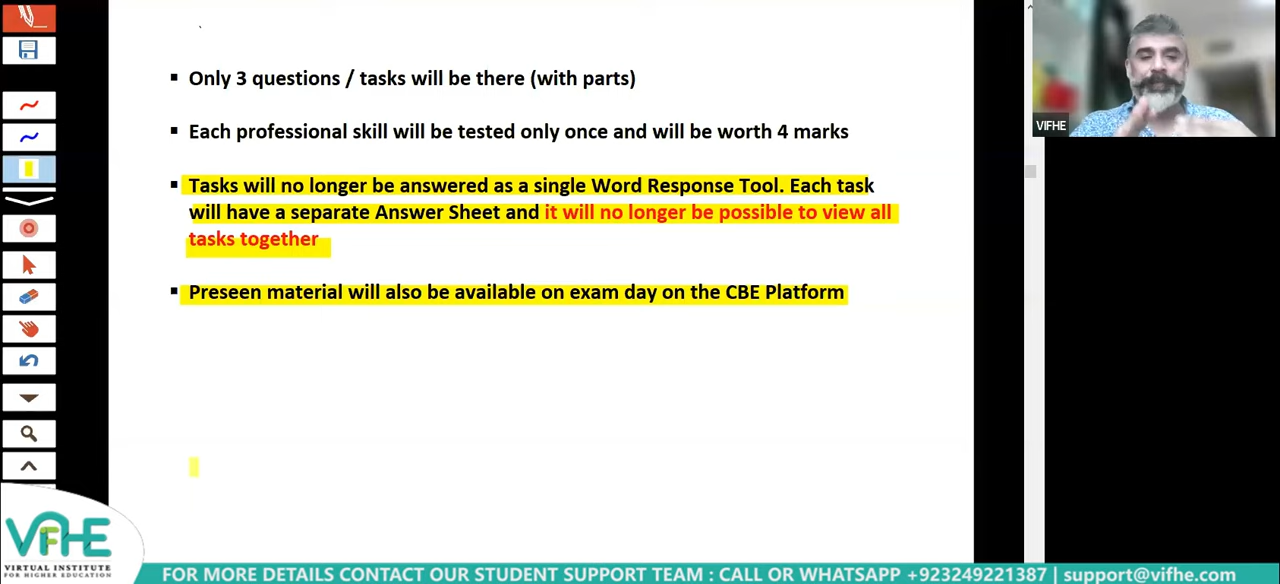 Only 3 questions / tasks will be there (with parts)
Each professional skill will be tested only once and will be worth 4 marks
Tasks will no longer be answered as a single Word Response Tool. Each task
will have a separate Answer Sheet and it will no longer be possible to view all
tasks together
Preseen material will also be available on exam day on the CBE Platform
VIFHE
VIFHE
VIRTUAL INSTITUTE
FOR HIGHER EDUCATION
FOR MORE DETAILS CONTACT OUR STUDENT SUPPORT TEAM : CALL OR WHATSAPP +923249221387 | support@vifhe.com